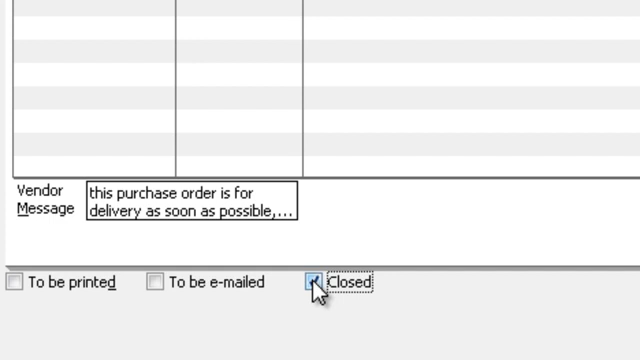 Vendor
Message
this purchase order is for
delivery as soon as possible,...
To be printed
To be e-mailed
Closed